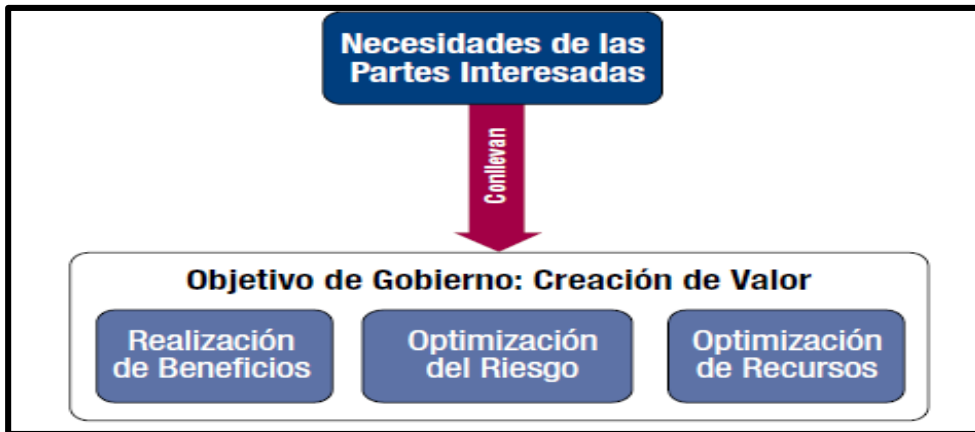 Necesidades de las
Partes Interesadas
Conllevan
Objetivo de Gobierno: Creación de Valor
Realización
de Beneficios
Optimización
del Riesgo
Optimización
de Recursos